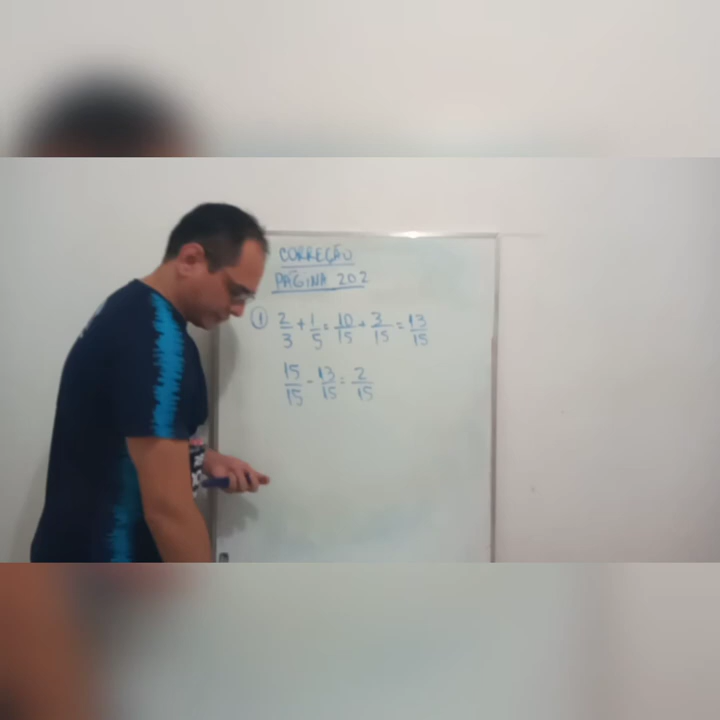 CORREÇÃO
PÁGINA 202
① 2/3 + 1/5 = 10/15 + 3/15 = 13/15
15/15 - 13/15 = 2/15